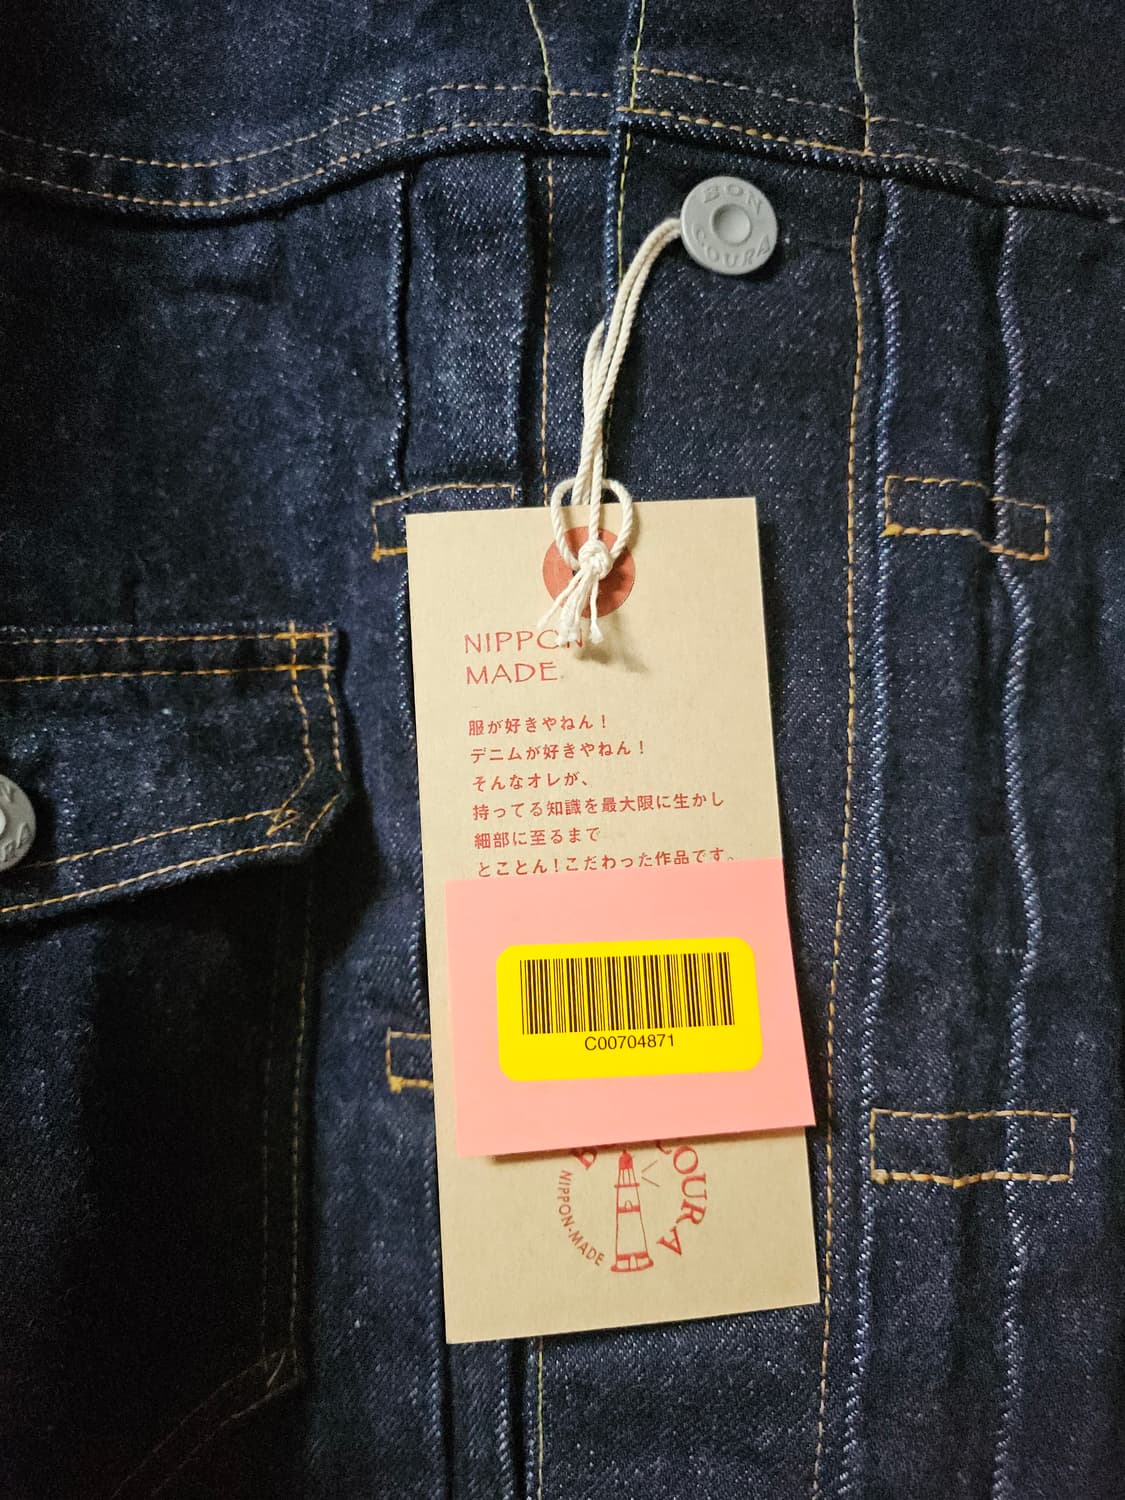 BON
COURA
NIPPON
MADE
服が好きやねん！
デニムが好きやねん！
そんなオレが、
持ってる知識を最大限に生かし
細部に至るまで
とことん！こだわった作品です。
C00704871
COURA
NIPPON-MADE